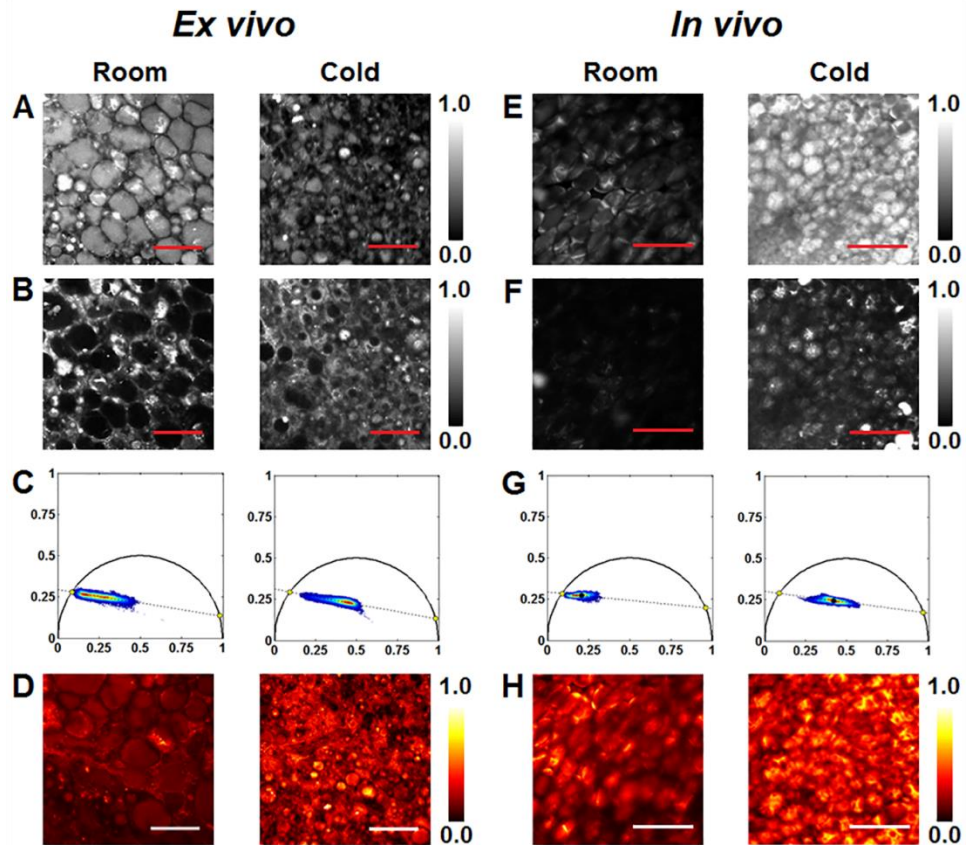 Ex vivo In vivo
Room Cold Room Cold
A 1.0 E 1.0
0.0 0.0
B 1.0 F 1.0
0.0 0.0
C G
1 1 1 1
0.75 0.75 0.75 0.75
0.5 0.5 0.5 0.5
0.25 0.25 0.25 0.25
0 0 0 0
0 0.25 0.5 0.75 1 0 0.25 0.5 0.75 1 0 0.25 0.5 0.75 1 0 0.25 0.5 0.75 1
D 1.0 H 1.0
0.0 0.0